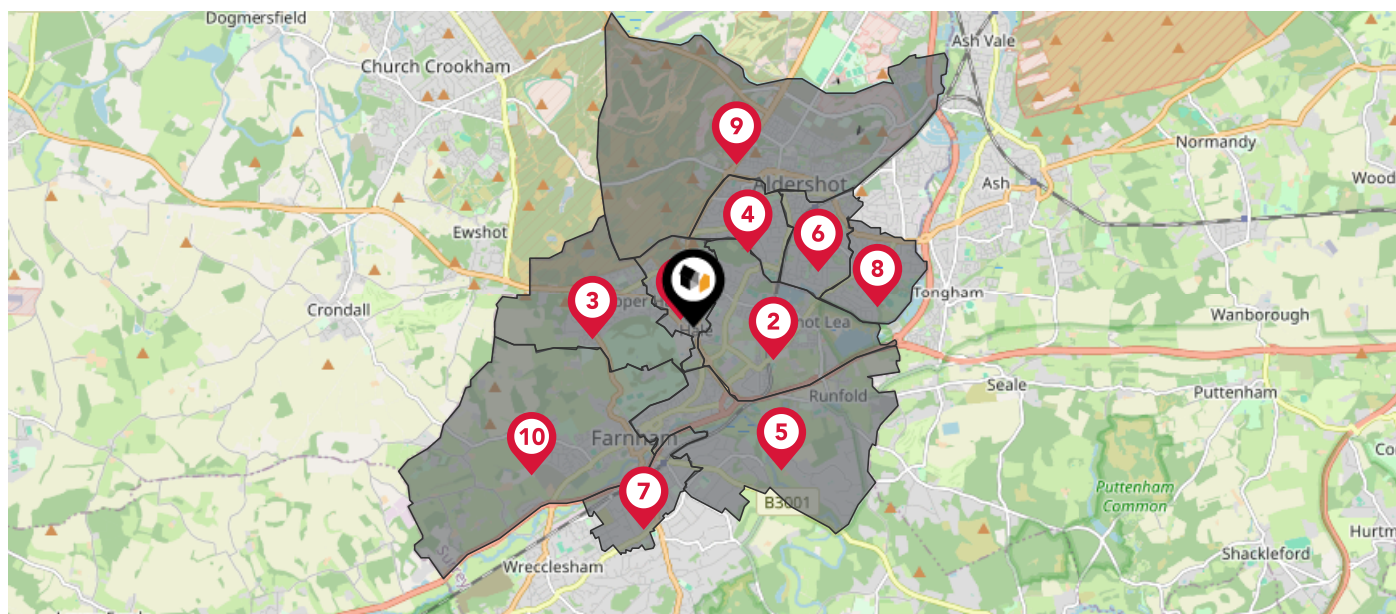 Dogmersfield
Ash Vale
Church Crookham
9
Normandy
Aldershot
Ash
4
6
Ewshot
8
3
Tongham
Crondall
2
Hale
Wanborough
Seale
Runfold
Puttenham
10
Farnham
5
7
B3001
Puttenham
Common
Wrecclesham
Shackleford